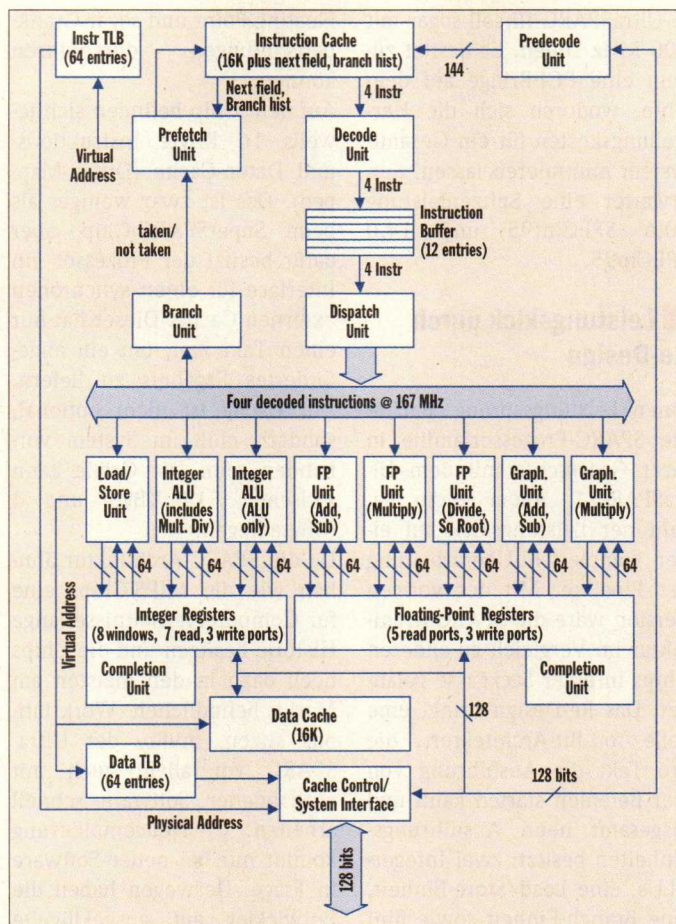 Instr TLB
(64 entries)
Instruction Cache
(16K plus next field, branch hist)
Predecode
Unit
144
Next field,
Branch hist
4 Instr
Prefetch
Unit
Decode
Unit
Virtual
Address
4 Instr
Instruction
Buffer
(12 entries)
taken/
not taken
4 Instr
Branch
Unit
Dispatch
Unit
Four decoded instructions @ 167 MHz
Load/
Store
Unit
Integer
ALU
(includes
Mult. Div)
Integer
ALU
(ALU
only)
FP
Unit
(Add,
Sub)
FP
Unit
(Multiply)
FP
Unit
(Divide,
Sq Root)
Graph.
Unit
(Add,
Sub)
Graph.
Unit
(Multiply)
64
64
64
64
64
64
64
64
Virtual Address
Integer Registers
(8 windows, 7 read, 3 write ports)
Floating-Point Registers
(5 read ports, 3 write ports)
Completion
Unit
Completion
Unit
Data Cache
(16K)
128
Data TLB
(64 entries)
128 bits
Cache Control/
System Interface
Physical Address
128 bits